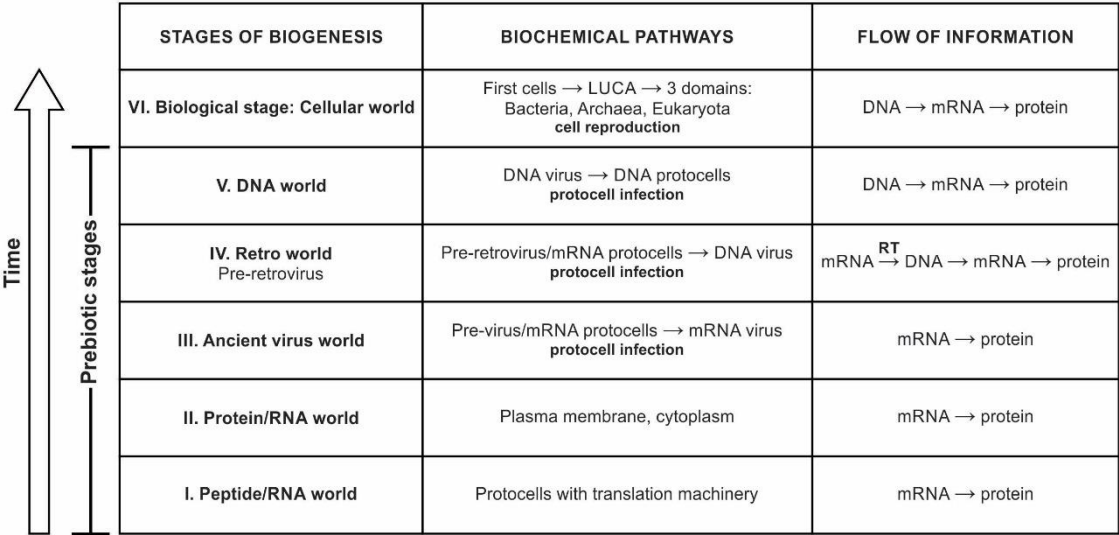 STAGES OF BIOGENESIS
BIOCHEMICAL PATHWAYS
FLOW OF INFORMATION
VI. Biological stage: Cellular world
First cells → LUCA → 3 domains:
Bacteria, Archaea, Eukaryota
cell reproduction
DNA → mRNA → protein
V. DNA world
DNA virus → DNA protocells
protocell infection
DNA → mRNA → protein
IV. Retro world
Pre-retrovirus
Pre-retrovirus/mRNA protocells → DNA virus
protocell infection
RT
mRNA → DNA → mRNA → protein
III. Ancient virus world
Pre-virus/mRNA protocells → mRNA virus
protocell infection
mRNA → protein
II. Protein/RNA world
Plasma membrane, cytoplasm
mRNA → protein
I. Peptide/RNA world
Protocells with translation machinery
mRNA → protein
Time
Prebiotic stages